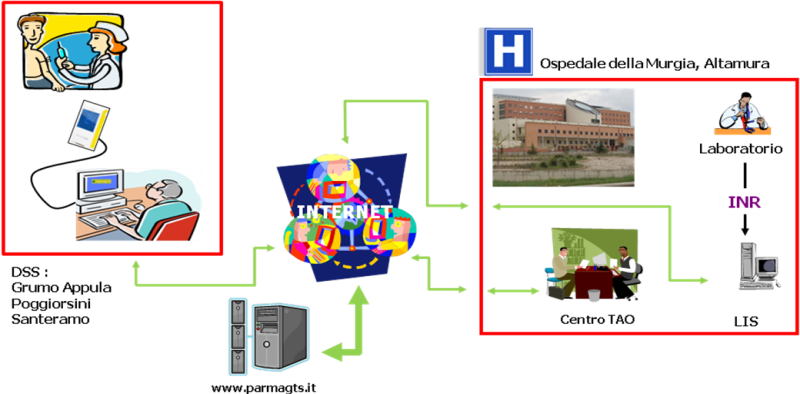 H
Ospedale della Murgia, Altamura
Laboratorio
INR
INTERNET
DSS :
Grumo Appula
Poggiorsini
Santeramo
Centro TAO
LIS
www.parmagts.it